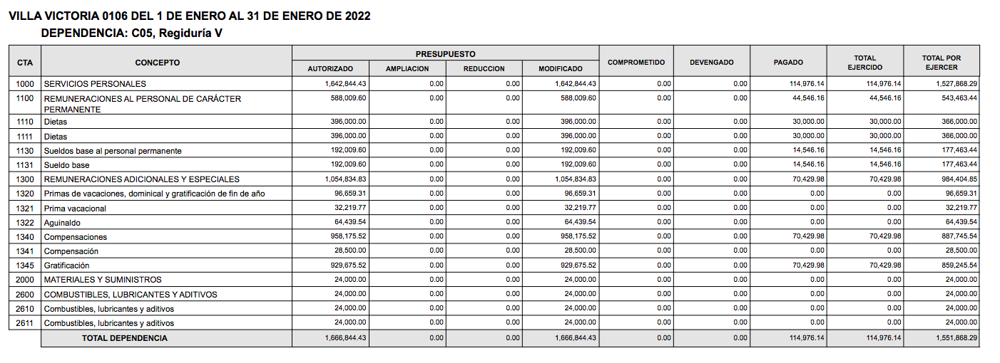 VILLA VICTORIA 0106 DEL 1 DE ENERO AL 31 DE ENERO DE 2022
DEPENDENCIA: C05, Regiduría V
CTA CONCEPTO PRESUPUESTO COMPROMETIDO DEVENGADO PAGADO TOTAL EJERCIDO TOTAL POR EJERCER
AUTORIZADO AMPLIACION REDUCCION MODIFICADO
1000 SERVICIOS PERSONALES 1,642,844.43 0.00 0.00 1,642,844.43 0.00 0.00 114,976.14 114,976.14 1,527,868.29
1100 REMUNERACIONES AL PERSONAL DE CARÁCTER 588,009.60 0.00 0.00 588,009.60 0.00 0.00 44,546.16 44,546.16 543,463.44
PERMANENTE
1110 Dietas 396,000.00 0.00 0.00 396,000.00 0.00 0.00 30,000.00 30,000.00 366,000.00
1111 Dietas 396,000.00 0.00 0.00 396,000.00 0.00 0.00 30,000.00 30,000.00 366,000.00
1130 Sueldos base al personal permanente 192,009.60 0.00 0.00 192,009.60 0.00 0.00 14,546.16 14,546.16 177,463.44
1131 Sueldo base 192,009.60 0.00 0.00 192,009.60 0.00 0.00 14,546.16 14,546.16 177,463.44
1300 REMUNERACIONES ADICIONALES Y ESPECIALES 1,054,834.83 0.00 0.00 1,054,834.83 0.00 0.00 70,429.98 70,429.98 984,404.85
1320 Primas de vacaciones, dominical y gratificación de fin de año 96,659.31 0.00 0.00 96,659.31 0.00 0.00 0.00 0.00 96,659.31
1321 Prima vacacional 32,219.77 0.00 0.00 32,219.77 0.00 0.00 0.00 0.00 32,219.77
1322 Aguinaldo 64,439.54 0.00 0.00 64,439.54 0.00 0.00 0.00 0.00 64,439.54
1340 Compensaciones 958,175.52 0.00 0.00 958,175.52 0.00 0.00 70,429.98 70,429.98 887,745.54
1341 Compensación 28,500.00 0.00 0.00 28,500.00 0.00 0.00 0.00 0.00 28,500.00
1345 Gratificación 929,675.52 0.00 0.00 929,675.52 0.00 0.00 70,429.98 70,429.98 859,245.54
2000 MATERIALES Y SUMINISTROS 24,000.00 0.00 0.00 24,000.00 0.00 0.00 0.00 0.00 24,000.00
2600 COMBUSTIBLES, LUBRICANTES Y ADITIVOS 24,000.00 0.00 0.00 24,000.00 0.00 0.00 0.00 0.00 24,000.00
2610 Combustibles, lubricantes y aditivos 24,000.00 0.00 0.00 24,000.00 0.00 0.00 0.00 0.00 24,000.00
2611 Combustibles, lubricantes y aditivos 24,000.00 0.00 0.00 24,000.00 0.00 0.00 0.00 0.00 24,000.00
TOTAL DEPENDENCIA 1,666,844.43 0.00 0.00 1,666,844.43 0.00 0.00 114,976.14 114,976.14 1,551,868.29